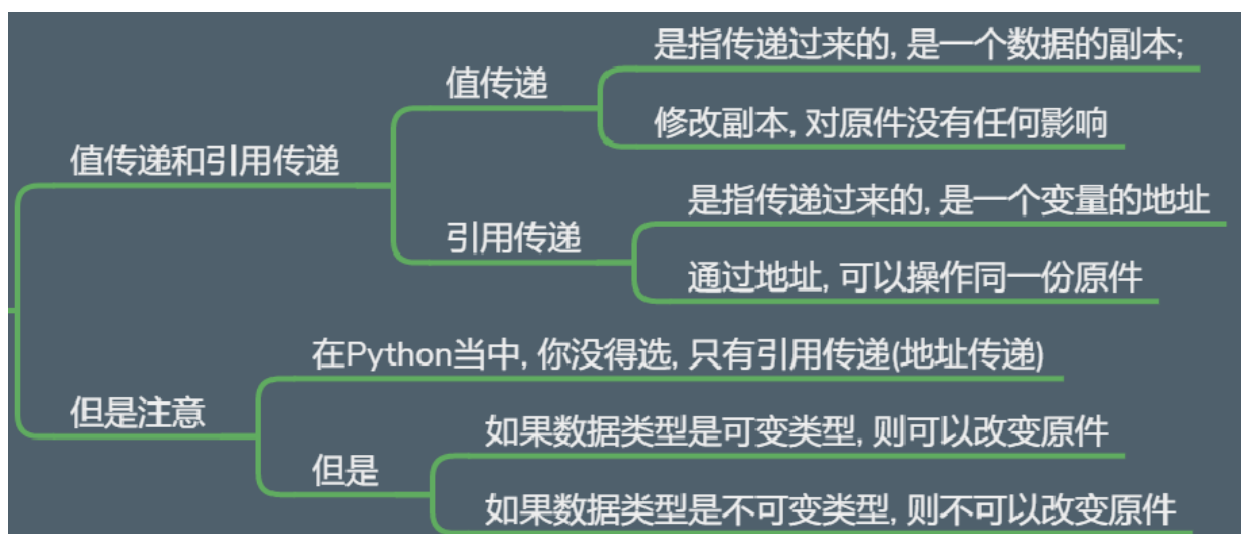 值传递和引用传递
值传递
是指传递过来的, 是一个数据的副本;
修改副本, 对原件没有任何影响
引用传递
是指传递过来的, 是一个变量的地址
通过地址, 可以操作同一份原件
但是注意
在Python当中, 你没得选, 只有引用传递(地址传递)
但是
如果数据类型是可变类型, 则可以改变原件
如果数据类型是不可变类型, 则不可以改变原件